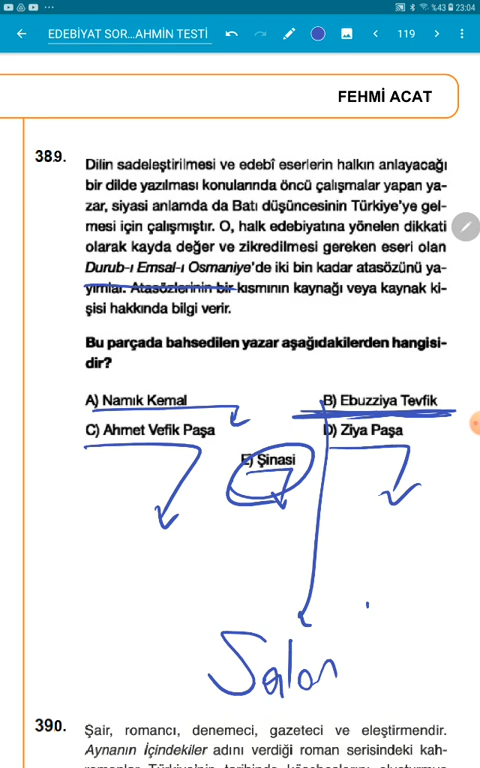 %43 23:04
EDEBİYAT SOR...AHMİN TESTİ
119
FEHMİ ACAT
389.
Dilin sadeleştirilmesi ve edebî eserlerin halkın anlayacağı
bir dilde yazılması konularında öncü çalışmalar yapan ya-
zar, siyasi anlamda da Batı düşüncesinin Türkiye'ye gel-
mesi için çalışmıştır. O, halk edebiyatına yönelen dikkati
olarak kayda değer ve zikredilmesi gereken eseri olan
Durub-ı Emsal-ı Osmaniye'de iki bin kadar atasözünü ya-
yımlar. Atasözlerinin bir kısmının kaynağı veya kaynak ki-
şisi hakkında bilgi verir.
Bu parçada bahsedilen yazar aşağıdakilerden hangisi-
dir?
A) Namık Kemal
B) Ebuzziya Tevfik
C) Ahmet Vefik Paşa
D) Ziya Paşa
E) Şinasi
Salon
390.
Şair, romancı, denemeci, gazeteci ve eleştirmendir.
Aynanın İçindekiler adını verdiği roman serisindeki kah-